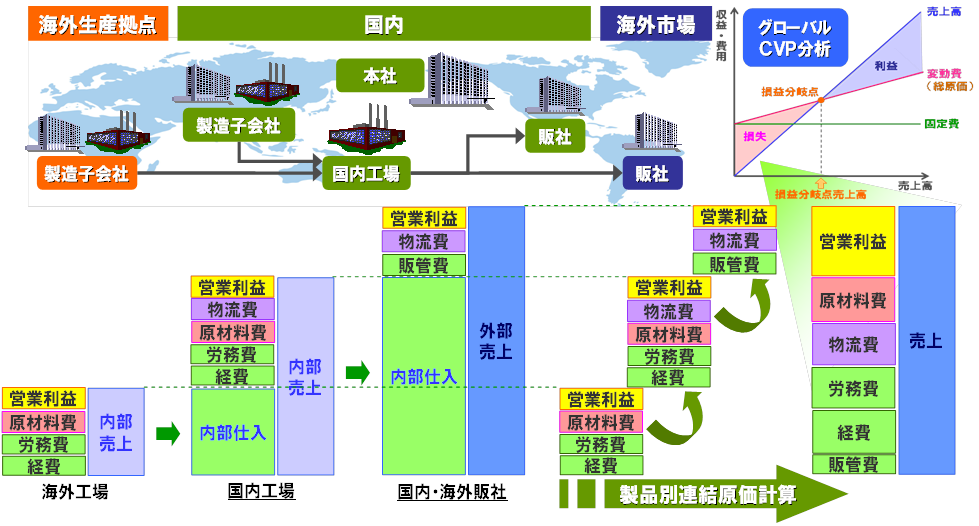 海外生産拠点
国内
海外市場
本社
製造子会社
製造子会社
国内工場
販社
販社
収益・費用
グローバル
CVP分析
売上高
利益
変動費
(総原価)
損益分岐点
固定費
損失
売上高
損益分岐点売上高
営業利益
原材料費
労務費
経費
内部
売上
海外工場
営業利益
物流費
原材料費
労務費
経費
内部仕入
内部
売上
国内工場
営業利益
物流費
販管費
内部仕入
外部
売上
国内・海外販社
営業利益
物流費
販管費
営業利益
物流費
原材料費
労務費
経費
営業利益
原材料費
労務費
経費
製品別連結原価計算
営業利益
原材料費
物流費
労務費
経費
販管費
売上